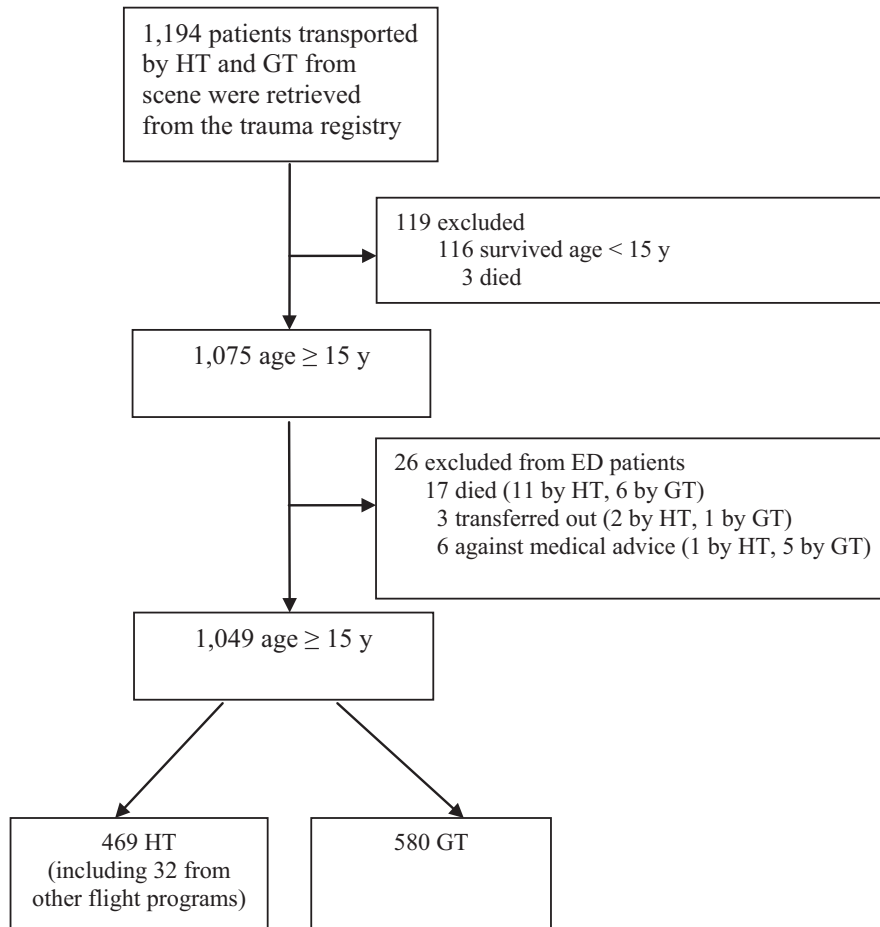 1,194 patients transported
by HT and GT from
scene were retrieved
from the trauma registry
119 excluded
116 survived age < 15 y
3 died
1,075 age ≥ 15 y
26 excluded from ED patients
17 died (11 by HT, 6 by GT)
3 transferred out (2 by HT, 1 by GT)
6 against medical advice (1 by HT, 5 by GT)
1,049 age ≥ 15 y
469 HT
(including 32 from
other flight programs)
580 GT